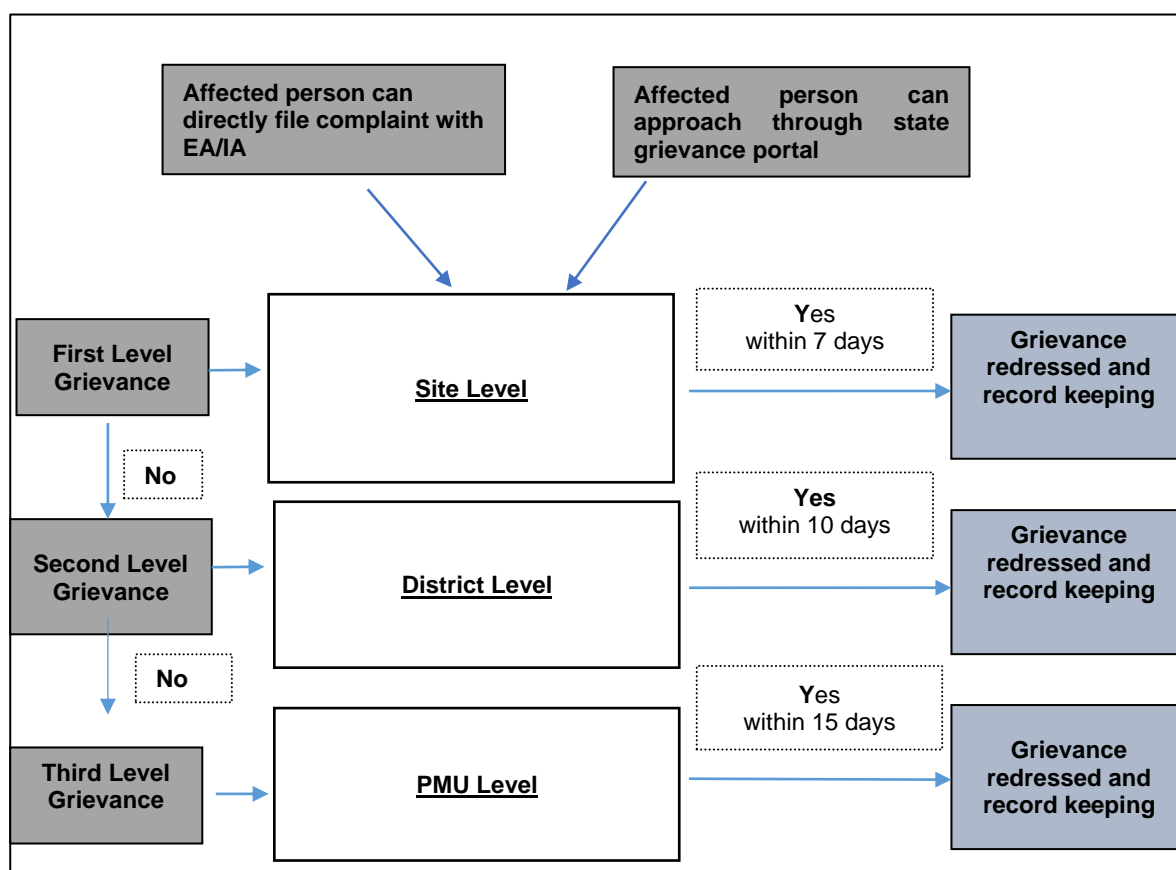 Affected person can
directly file complaint with
EA/IA
Affected person can
approach through state
grievance portal
First Level
Grievance
Site Level
Yes
within 7 days
Grievance
redressed and
record keeping
No
Second Level
Grievance
District Level
Yes
within 10 days
Grievance
redressed and
record keeping
No
Third Level
Grievance
PMU Level
Yes
within 15 days
Grievance
redressed and
record keeping